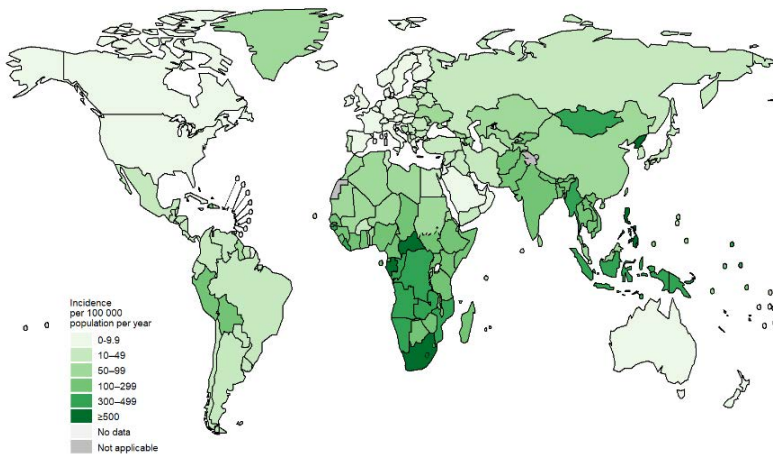 Incidence
per 100 000
population per year
0-9.9
10–49
50–99
100–299
300–499
≥500
No data
Not applicable